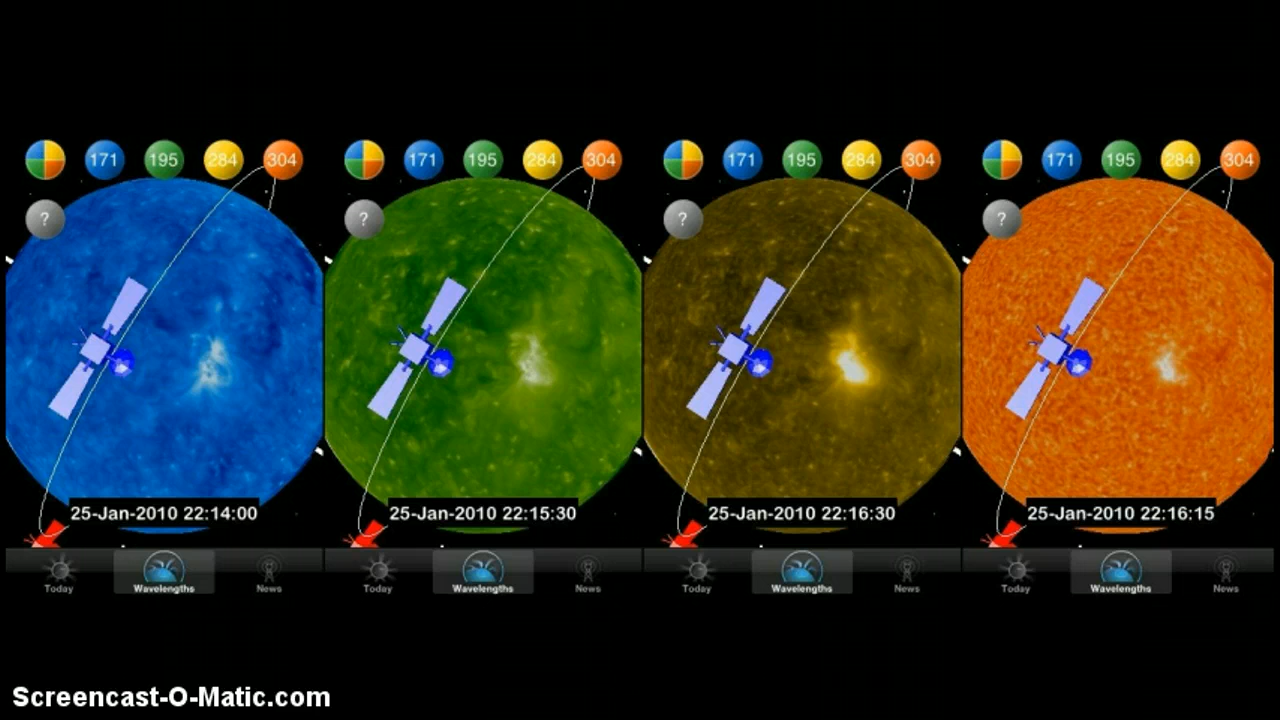 171 195 284 304
?
25-Jan-2010 22:14:00
Today Wavelengths News
171 195 284 304
?
25-Jan-2010 22:15:30
Today Wavelengths News
171 195 284 304
?
25-Jan-2010 22:16:30
Today Wavelengths News
171 195 284 304
?
25-Jan-2010 22:16:15
Today Wavelengths News
Screencast-O-Matic.com